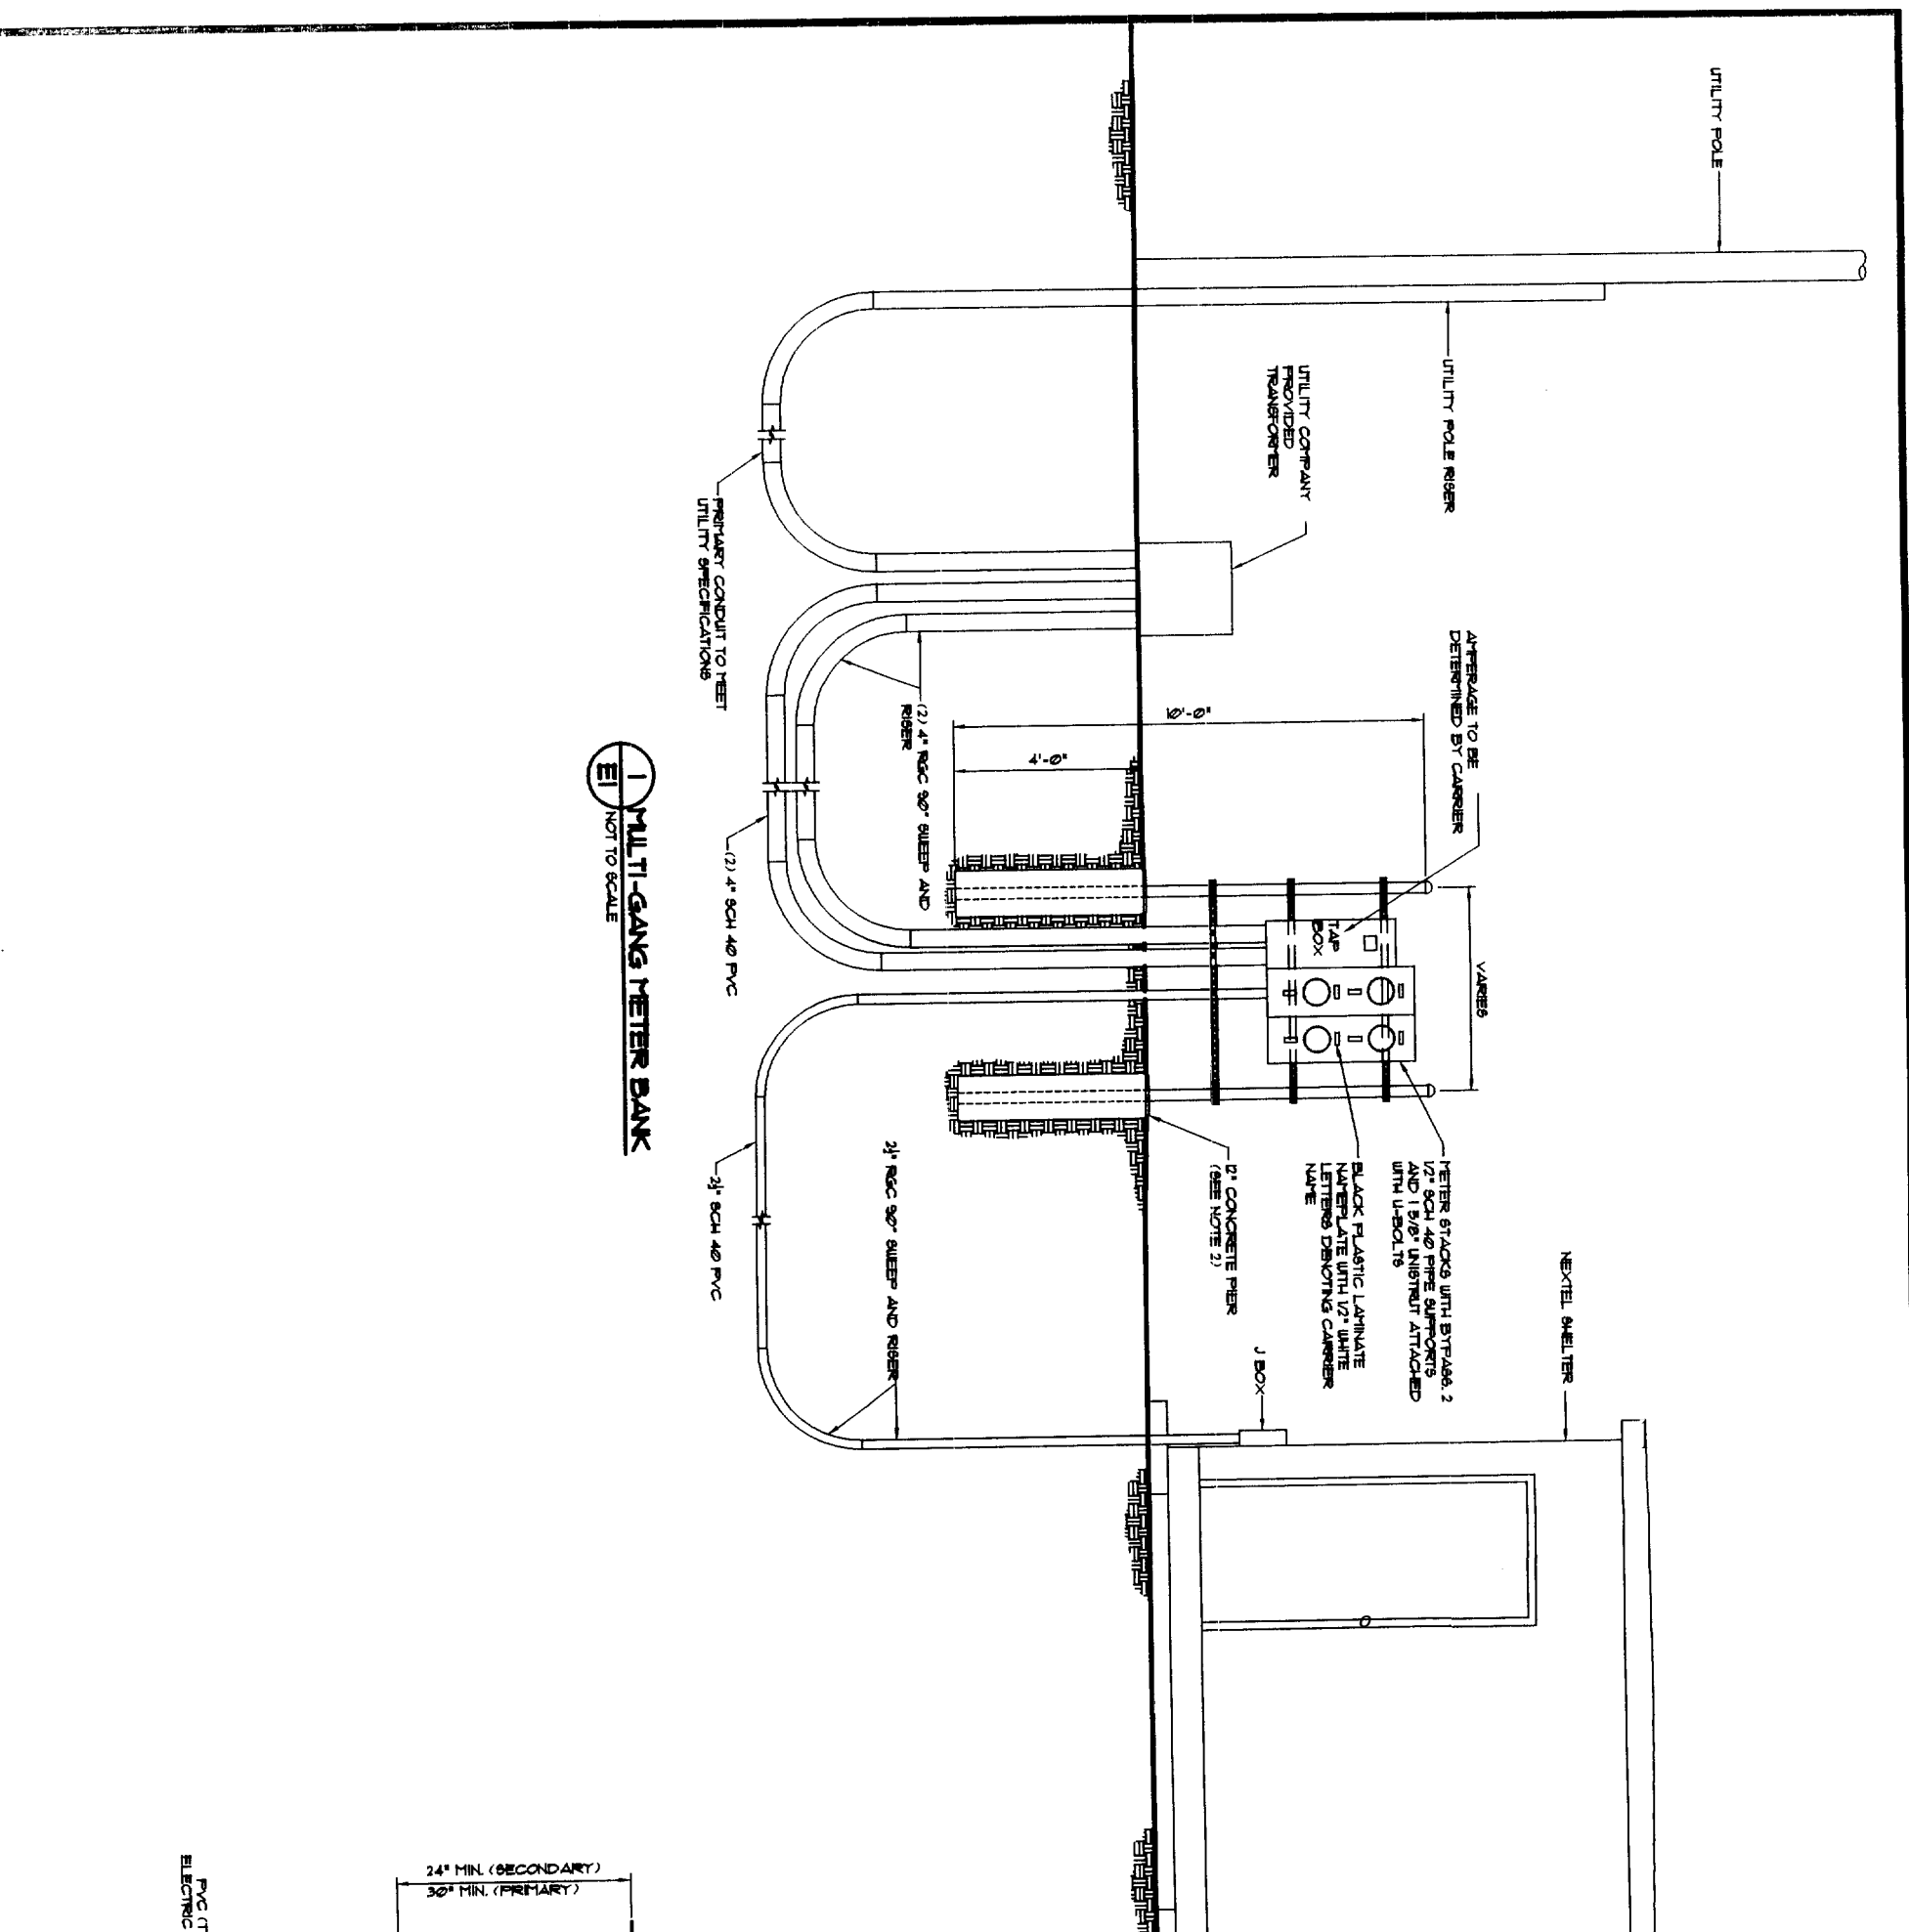 UTILITY POLE
UTILITY POLE RISER
UTILITY COMPANY
PROVIDED
TRANSFORMER
AMPERAGE TO BE
DETERMINED BY CARRIER
VARIES
TAP
BOX
10'-0"
4'-0"
METER STACKS WITH BYPASS. 2
1/2" SCH 40 PIPE SUPPORTS
AND 1 5/8" UNISTRUT ATTACHED
WITH U-BOLTS
BLACK PLASTIC LAMINATE
NAMEPLATE WITH 1/2" WHITE
LETTERS DENOTING CARRIER
NAME
12" CONCRETE PIER
(SEE NOTE 2)
NEXTEL SHELTER
J BOX
PRIMARY CONDUIT TO MEET
UTILITY SPECIFICATIONS
(2) 4" RGC 90° SWEEP AND
RISER
(2) 4" SCH 40 PVC
2½" RGC 90° SWEEP AND RISER
2½" SCH 40 PVC
1
E1
MULTI-GANG METER BANK
NOT TO SCALE
24" MIN. (SECONDARY)
30" MIN. (PRIMARY)
PVC (T
ELECTRIC